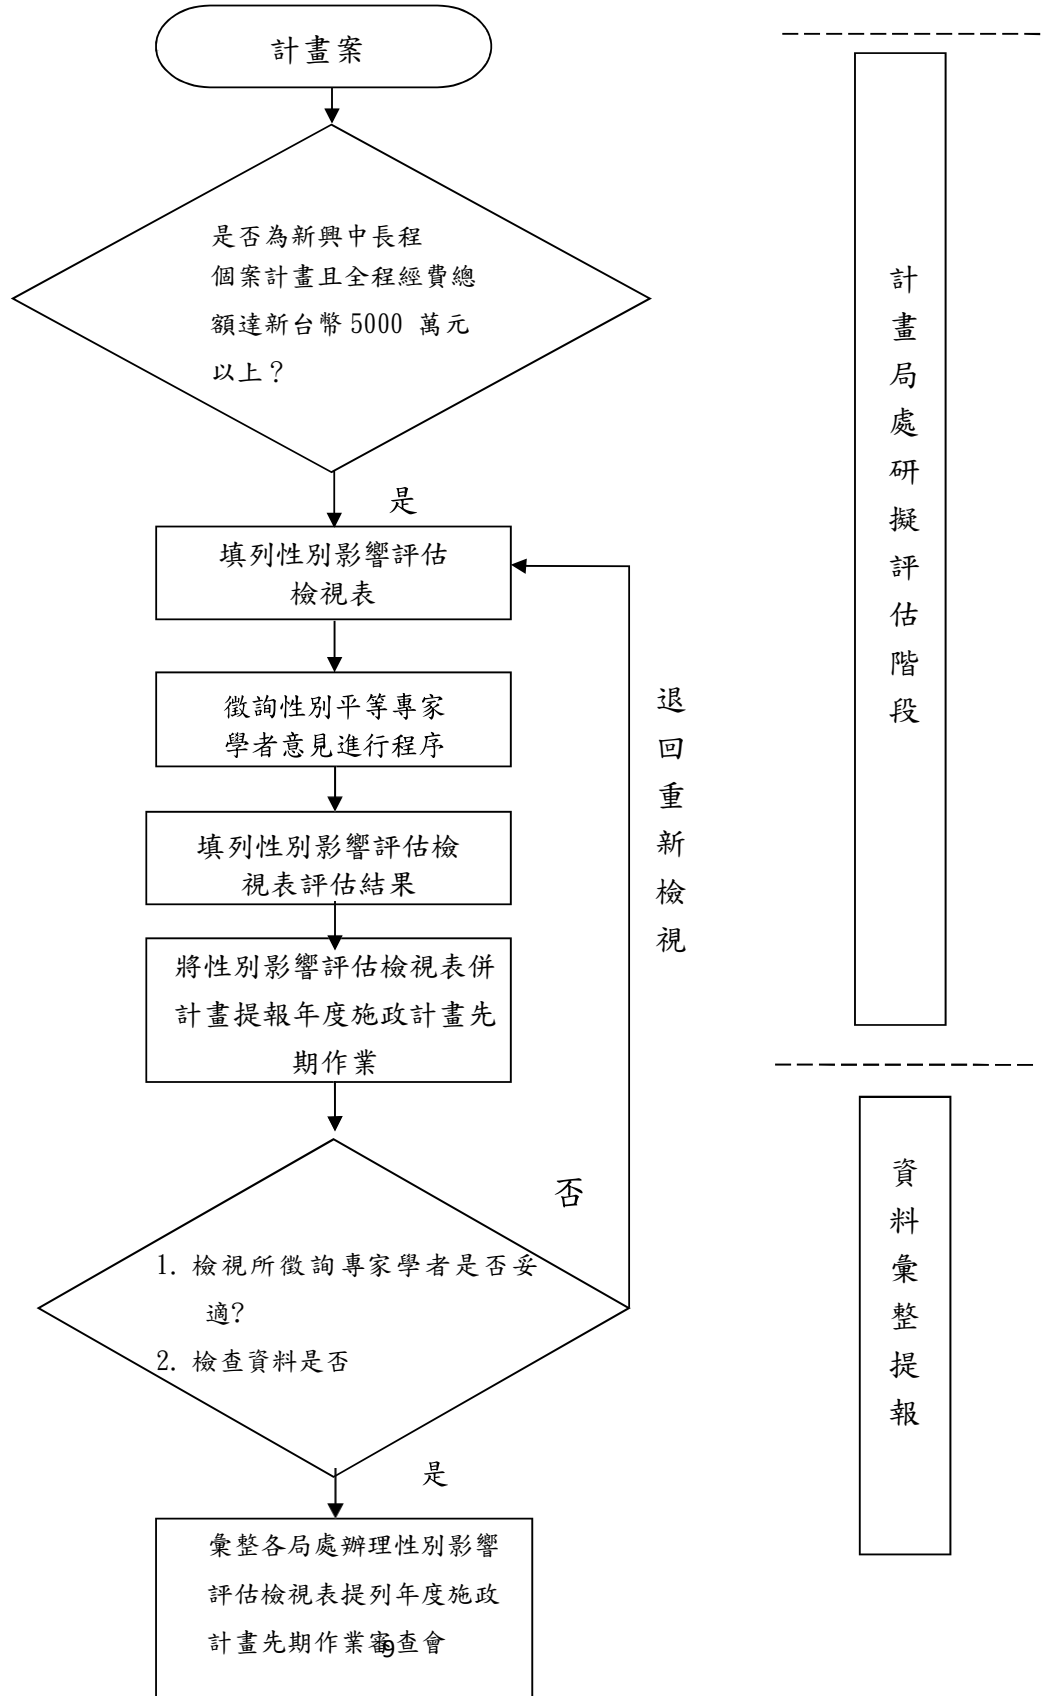 計畫案
是否為新興中長程
個案計畫且全程經費總
額達新台幣 5000 萬元
以上？
是
填列性別影響評估
檢視表
徵詢性別平等專家
學者意見進行程序
填列性別影響評估檢
視表評估結果
將性別影響評估檢視表併
計畫提報年度施政計畫先
期作業
否
1. 檢視所徵詢專家學者是否妥
適?
2. 檢查資料是否
是
彙整各局處辦理性別影響
評估檢視表提列年度施政
計畫先期作業審查會
9
退回重新檢視
計畫局處研擬評估階段
資料彙整提報